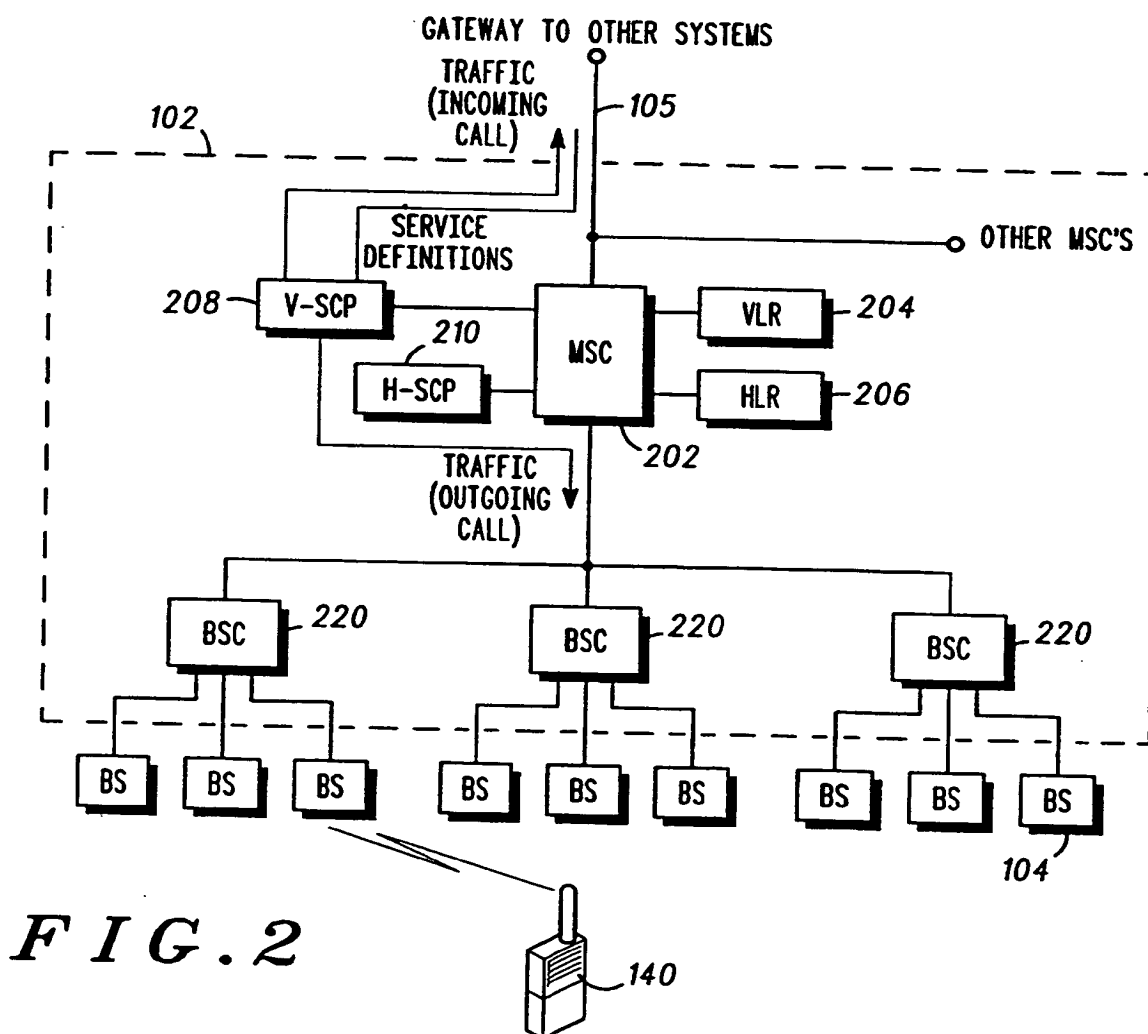 GATEWAY TO OTHER SYSTEMS
TRAFFIC
(INCOMING
CALL)
105
102
SERVICE
DEFINITIONS
OTHER MSC'S
208
V-SCP
VLR
204
210
MSC
H-SCP
HLR
206
202
TRAFFIC
(OUTGOING
CALL)
BSC
220
BSC
220
BSC
220
BS
BS
BS
BS
BS
BS
BS
BS
BS
104
FIG.2
140